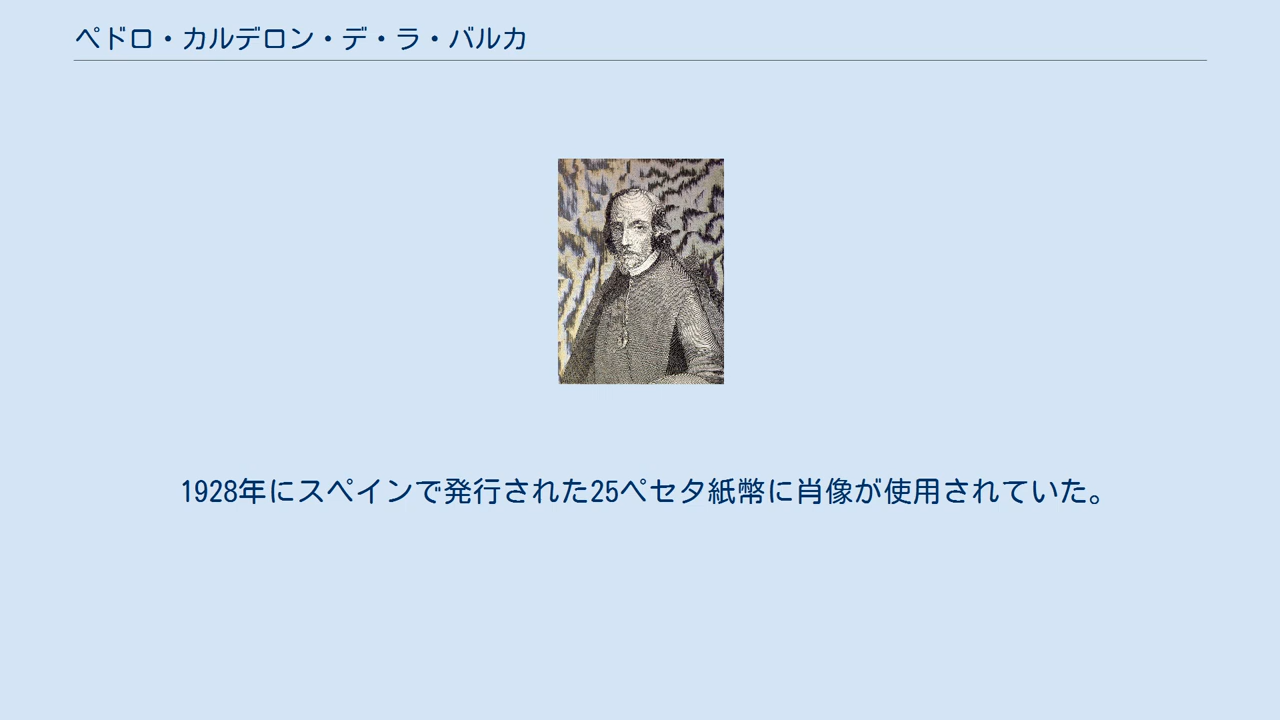 ペドロ・カルデロン・デ・ラ・バルカ
1928年にスペインで発行された25ペセタ紙幣に肖像が使用されていた。